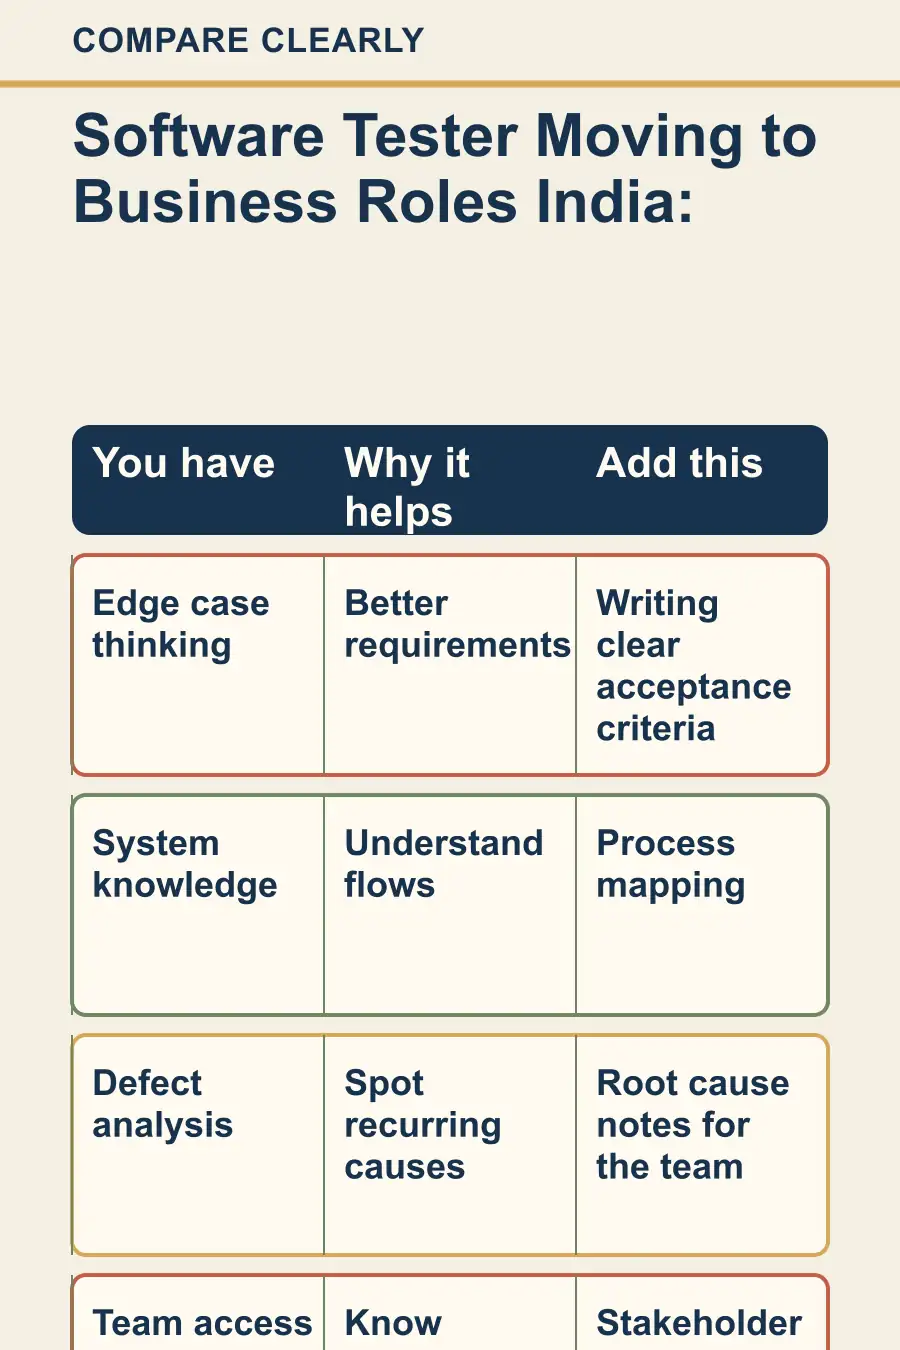 COMPARE CLEARLY
Software Tester Moving to
Business Roles India:
You have
Why it
helps
Add this
Edge case
thinking
Better
requirements
Writing
clear
acceptance
criteria
System
knowledge
Understand
flows
Process
mapping
Defect
analysis
Spot
recurring
causes
Root cause
notes for
the team
Team access
Know
Stakeholder